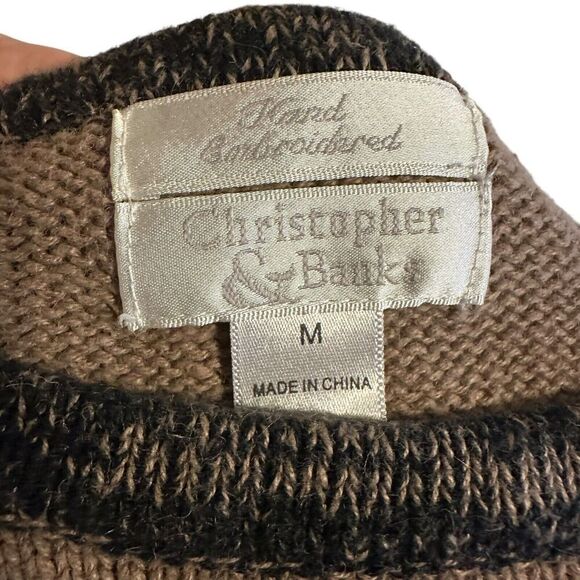 Hand
Embroidered
Christopher
& Banks
M
MADE IN CHINA